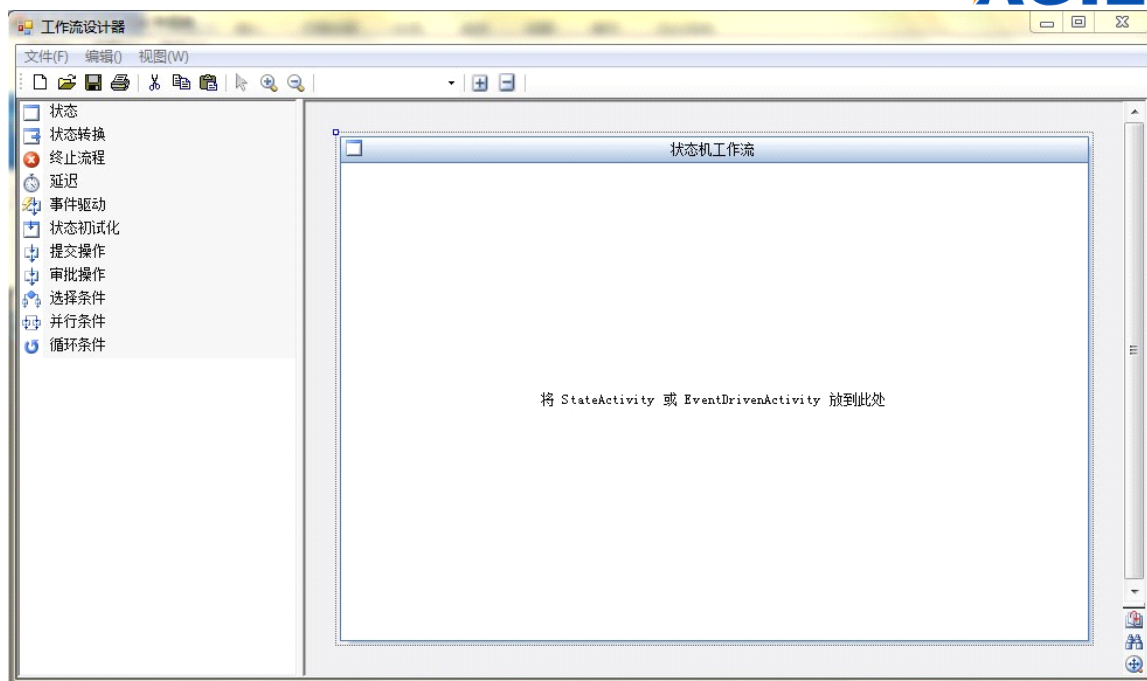 工作流设计器
文件(F) 编辑() 视图(W)
状态
状态转换
终止流程
延迟
事件驱动
状态初试化
提交操作
审批操作
选择条件
并行条件
循环条件
状态机工作流
将 StateActivity 或 EventDrivenActivity 放到此处